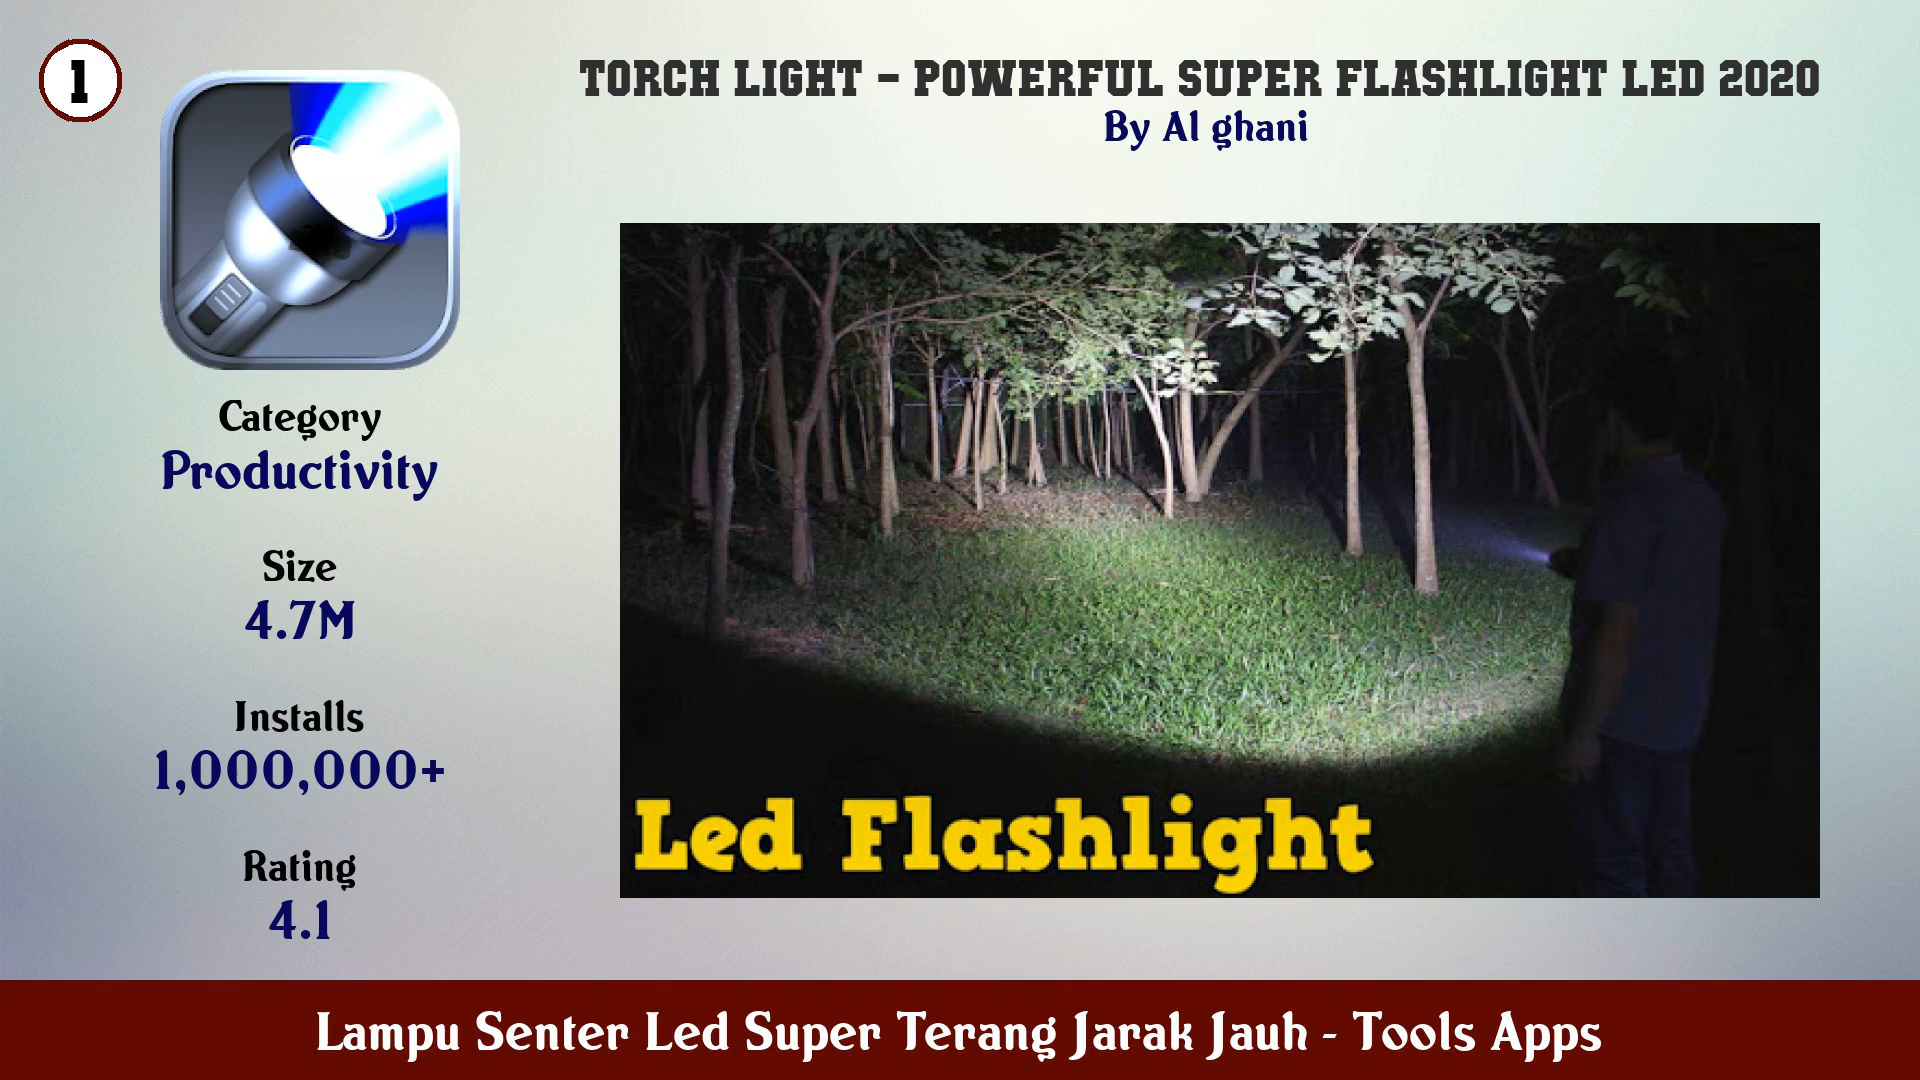 1
TORCH LIGHT - POWERFUL SUPER FLASHLIGHT LED 2020
By Al ghani
Category
Productivity
Size
4.7M
Installs
1,000,000+
Rating
4.1
Led Flashlight
Lampu Senter Led Super Terang Jarak Jauh - Tools Apps